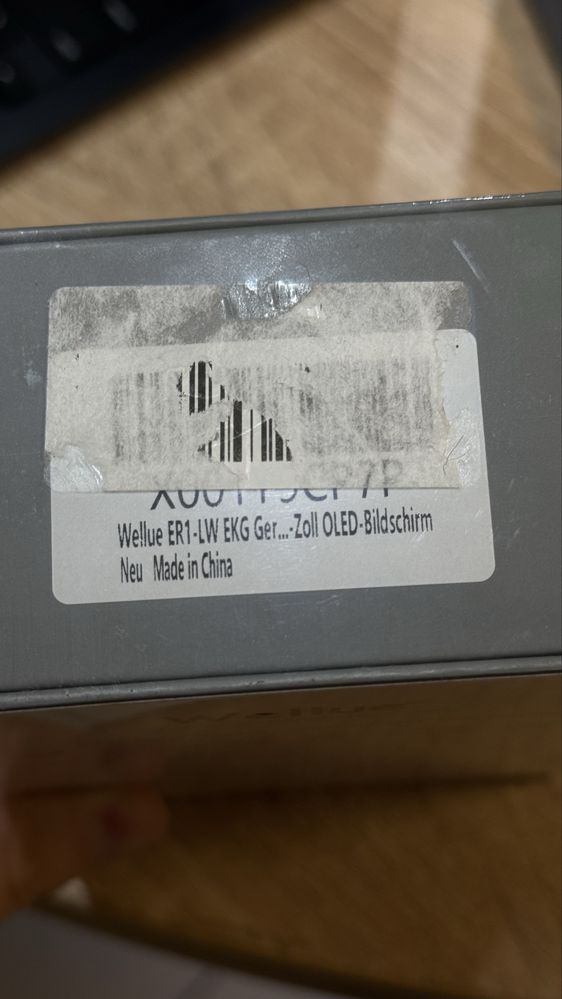 Wellue ER1-LW EKG Ger...-Zoll OLED-Bildschirm
Neu Made in China